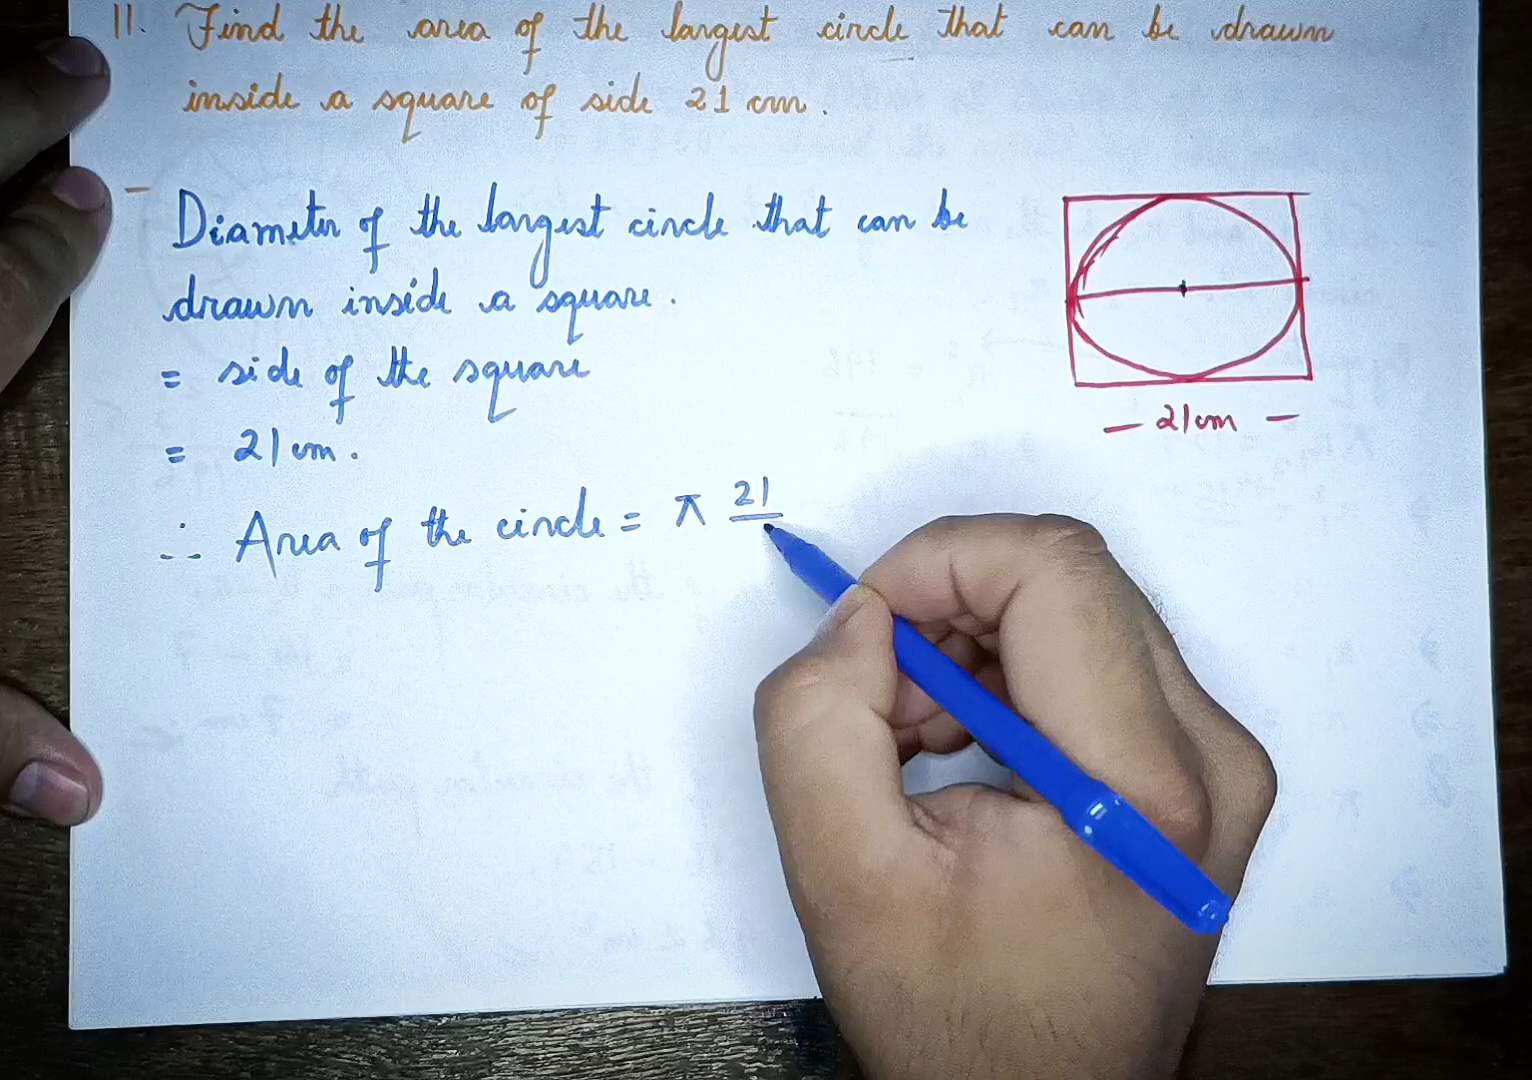 11. Find the area of the largest circle that can be drawn
inside a square of side 21 cm.
- Diameter of the largest circle that can be
drawn inside a square.
= side of the square
= 21 cm.
∴ Area of the circle = π 21
— 21cm —